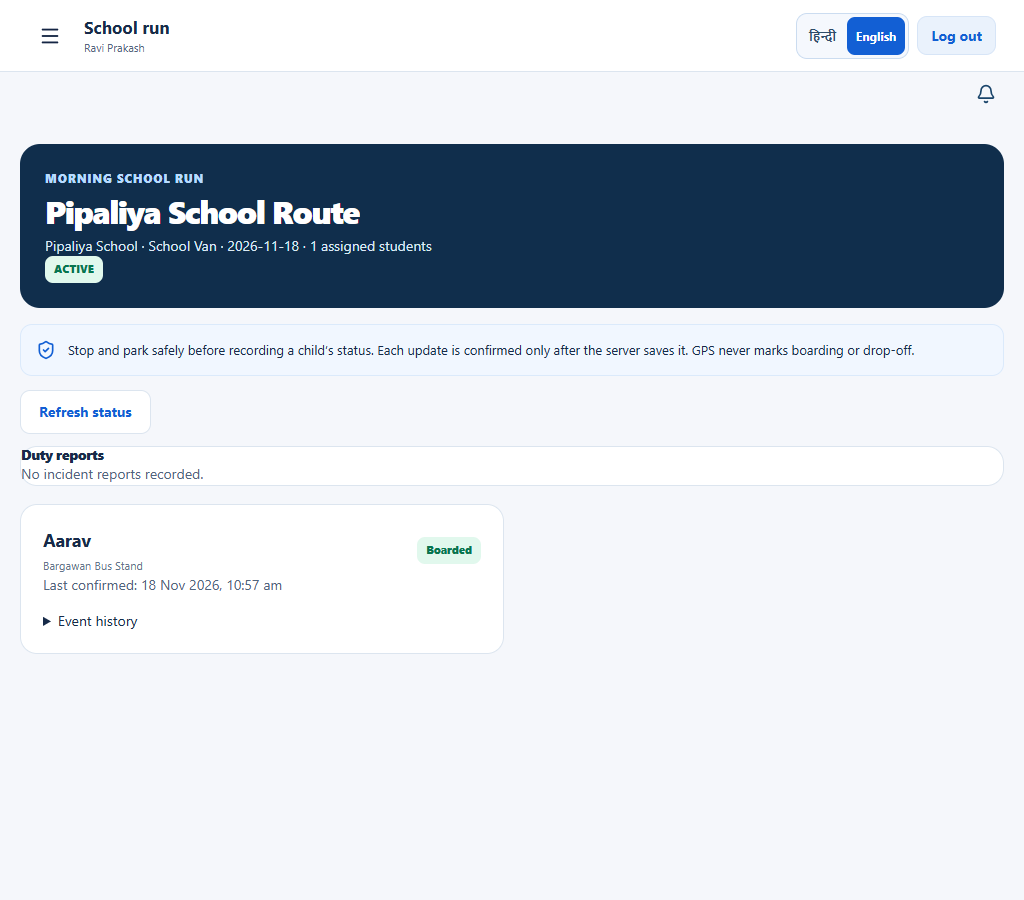 School run
Ravi Prakash
हिन्दी
English
Log out
MORNING SCHOOL RUN
Pipaliya School Route
Pipaliya School · School Van · 2026-11-18 · 1 assigned students
ACTIVE
Stop and park safely before recording a child's status. Each update is confirmed only after the server saves it. GPS never marks boarding or drop-off.
Refresh status
Duty reports
No incident reports recorded.
Aarav
Boarded
Bargawan Bus Stand
Last confirmed: 18 Nov 2026, 10:57 am
Event history